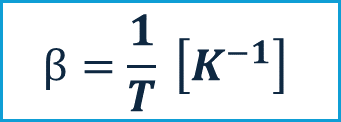 β = 1/T [K⁻¹]